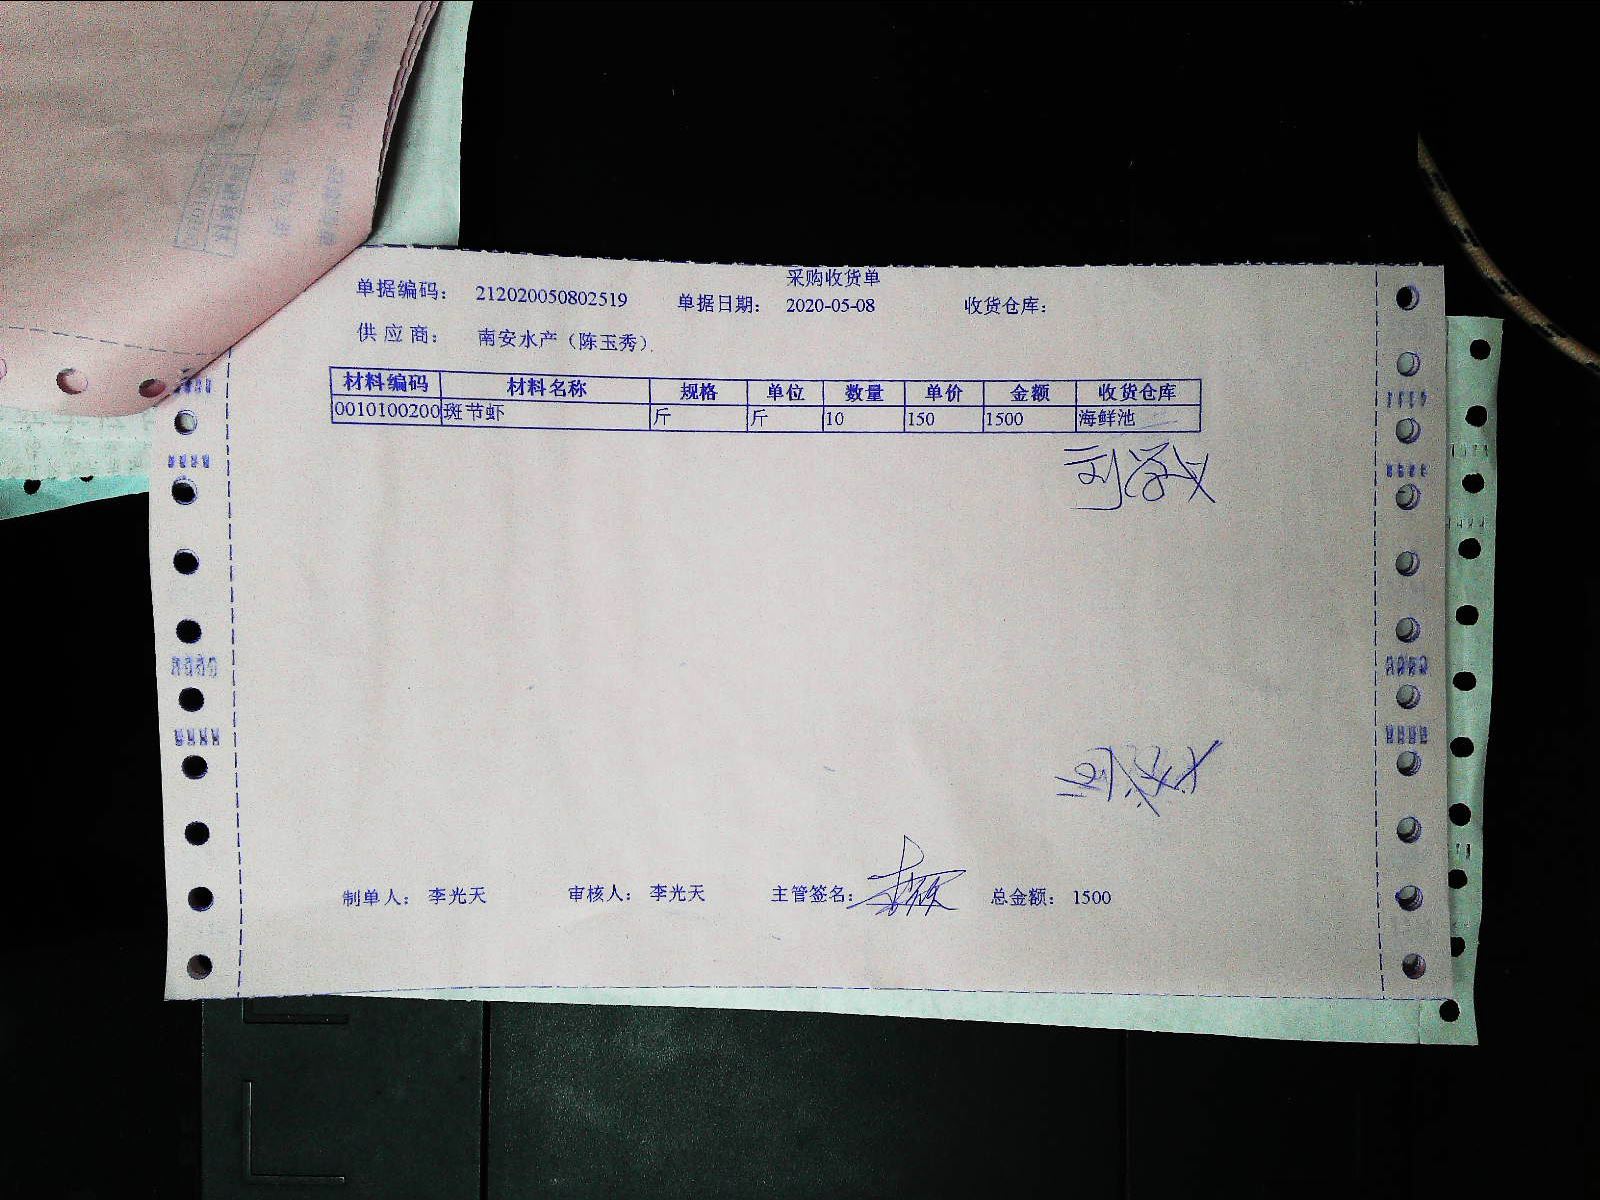 采购收货单
单据编码： 212020050802519 单据日期： 2020-05-08 收货仓库：
供 应 商： 南安水产（陈玉秀）
材料编码 材料名称 规格 单位 数量 单价 金额 收货仓库
0010100200 斑节虾 斤 斤 10 150 1500 海鲜池
制单人： 李光天 审核人： 李光天 主管签名： 总金额： 1500